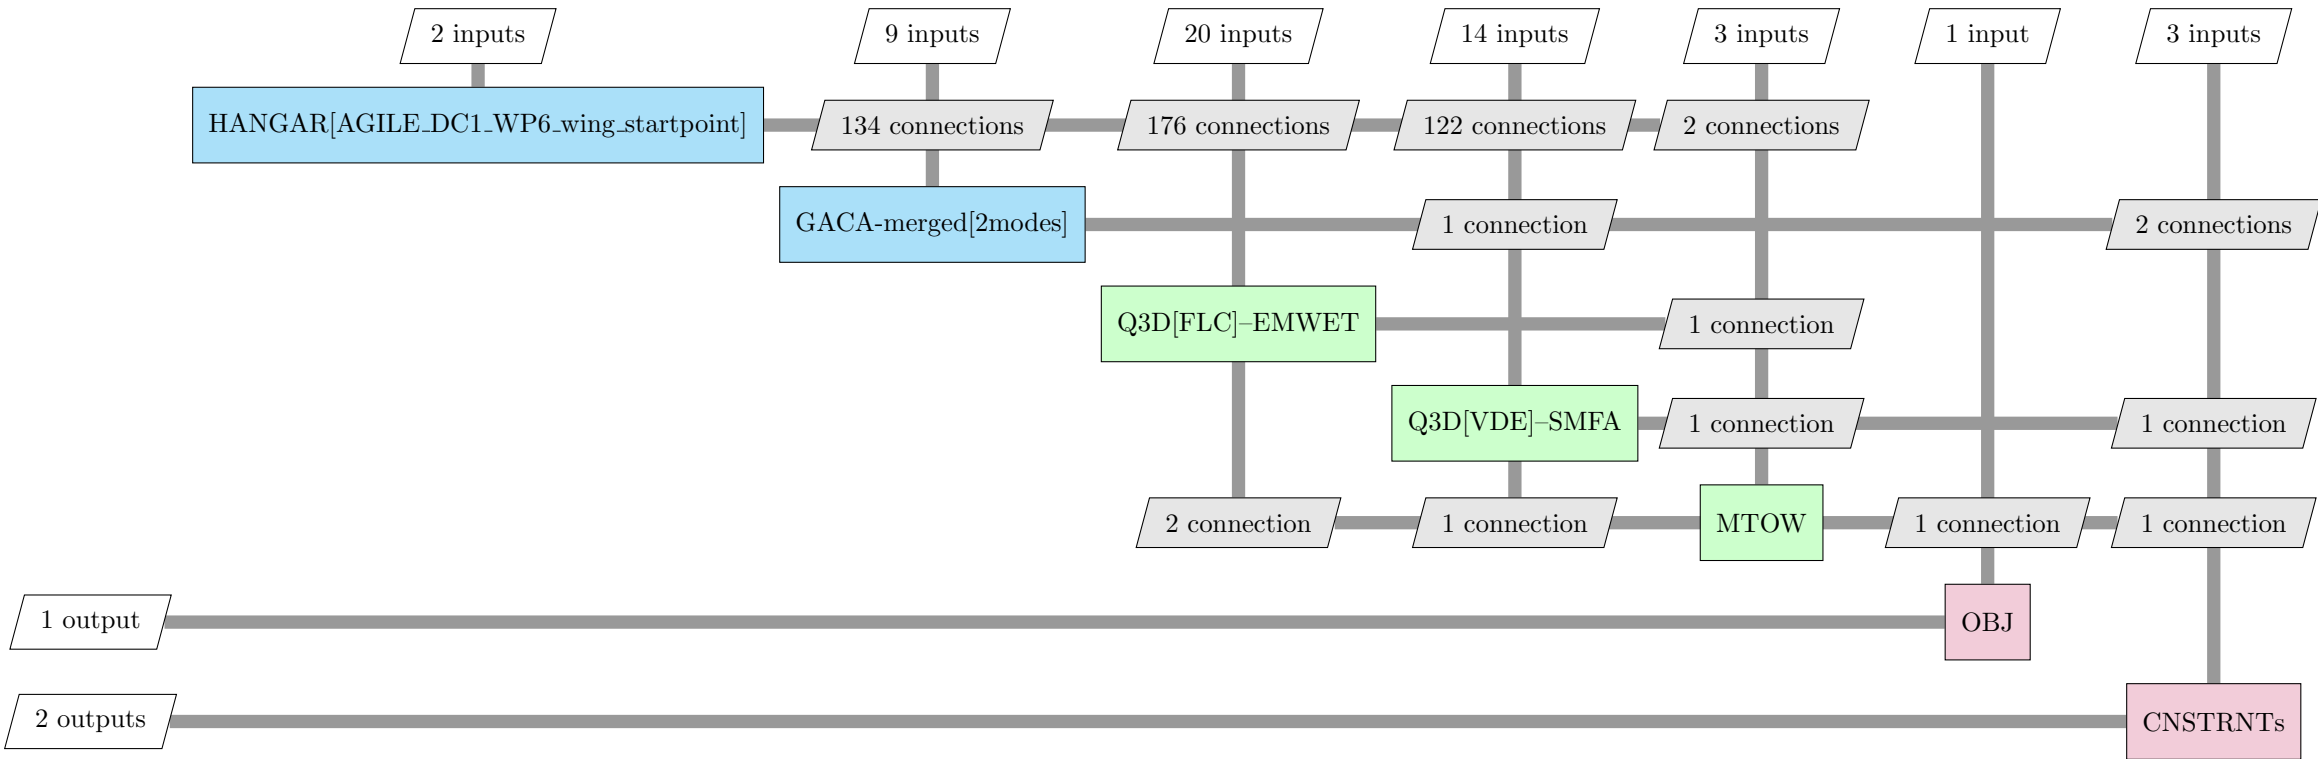 2 inputs
9 inputs
20 inputs
14 inputs
3 inputs
1 input
3 inputs
HANGAR[AGILE_DC1_WP6_wing_startpoint]
134 connections
176 connections
122 connections
2 connections
GACA-merged[2modes]
1 connection
2 connections
Q3D[FLC]–EMWET
1 connection
Q3D[VDE]–SMFA
1 connection
1 connection
2 connection
1 connection
MTOW
1 connection
1 connection
1 output
OBJ
2 outputs
CNSTRNTs